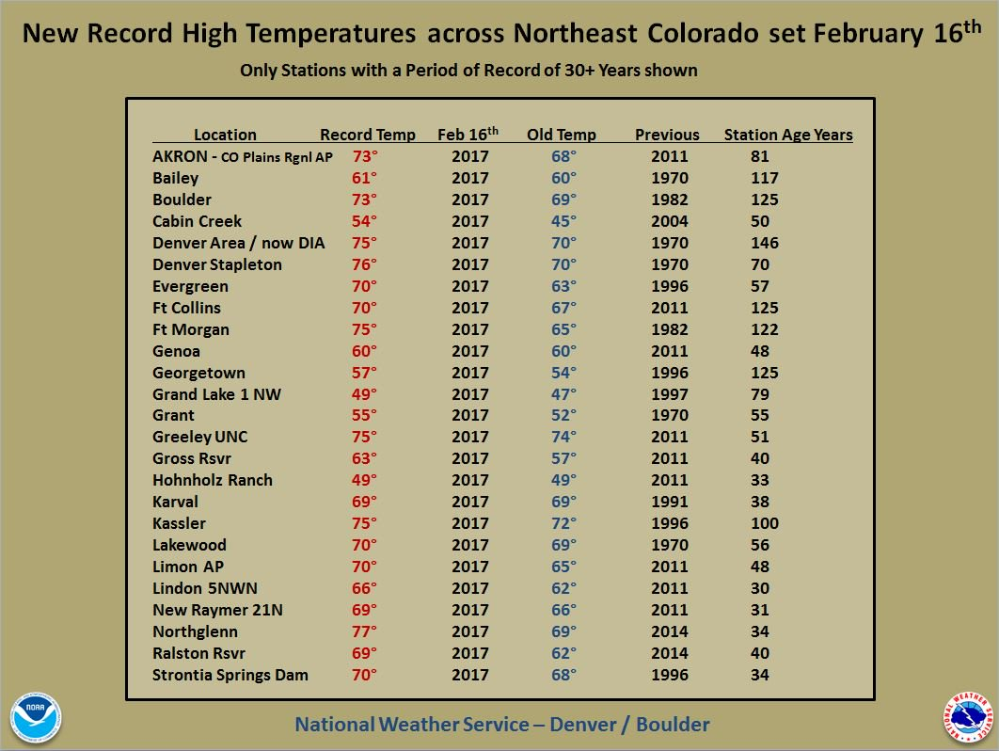 New Record High Temperatures across Northeast Colorado set February 16th
Only Stations with a Period of Record of 30+ Years shown
Location Record Temp Feb 16th Old Temp Previous Station Age Years
AKRON - CO Plains Rgnl AP 73° 2017 68° 2011 81
Bailey 61° 2017 60° 1970 117
Boulder 73° 2017 69° 1982 125
Cabin Creek 54° 2017 45° 2004 50
Denver Area / now DIA 75° 2017 70° 1970 146
Denver Stapleton 76° 2017 70° 1970 70
Evergreen 70° 2017 63° 1996 57
Ft Collins 70° 2017 67° 2011 125
Ft Morgan 75° 2017 65° 1982 122
Genoa 60° 2017 60° 2011 48
Georgetown 57° 2017 54° 1996 125
Grand Lake 1 NW 49° 2017 47° 1997 79
Grant 55° 2017 52° 1970 55
Greeley UNC 75° 2017 74° 2011 51
Gross Rsvr 63° 2017 57° 2011 40
Hohnholz Ranch 49° 2017 49° 2011 33
Karval 69° 2017 69° 1991 38
Kassler 75° 2017 72° 1996 100
Lakewood 70° 2017 69° 1970 56
Limon AP 70° 2017 65° 2011 48
Lindon 5NWN 66° 2017 62° 2011 30
New Raymer 21N 69° 2017 66° 2011 31
Northglenn 77° 2017 69° 2014 34
Ralston Rsvr 69° 2017 62° 2014 40
Strontia Springs Dam 70° 2017 68° 1996 34
NOAA
National Weather Service – Denver / Boulder
NATIONAL WEATHER SERVICE